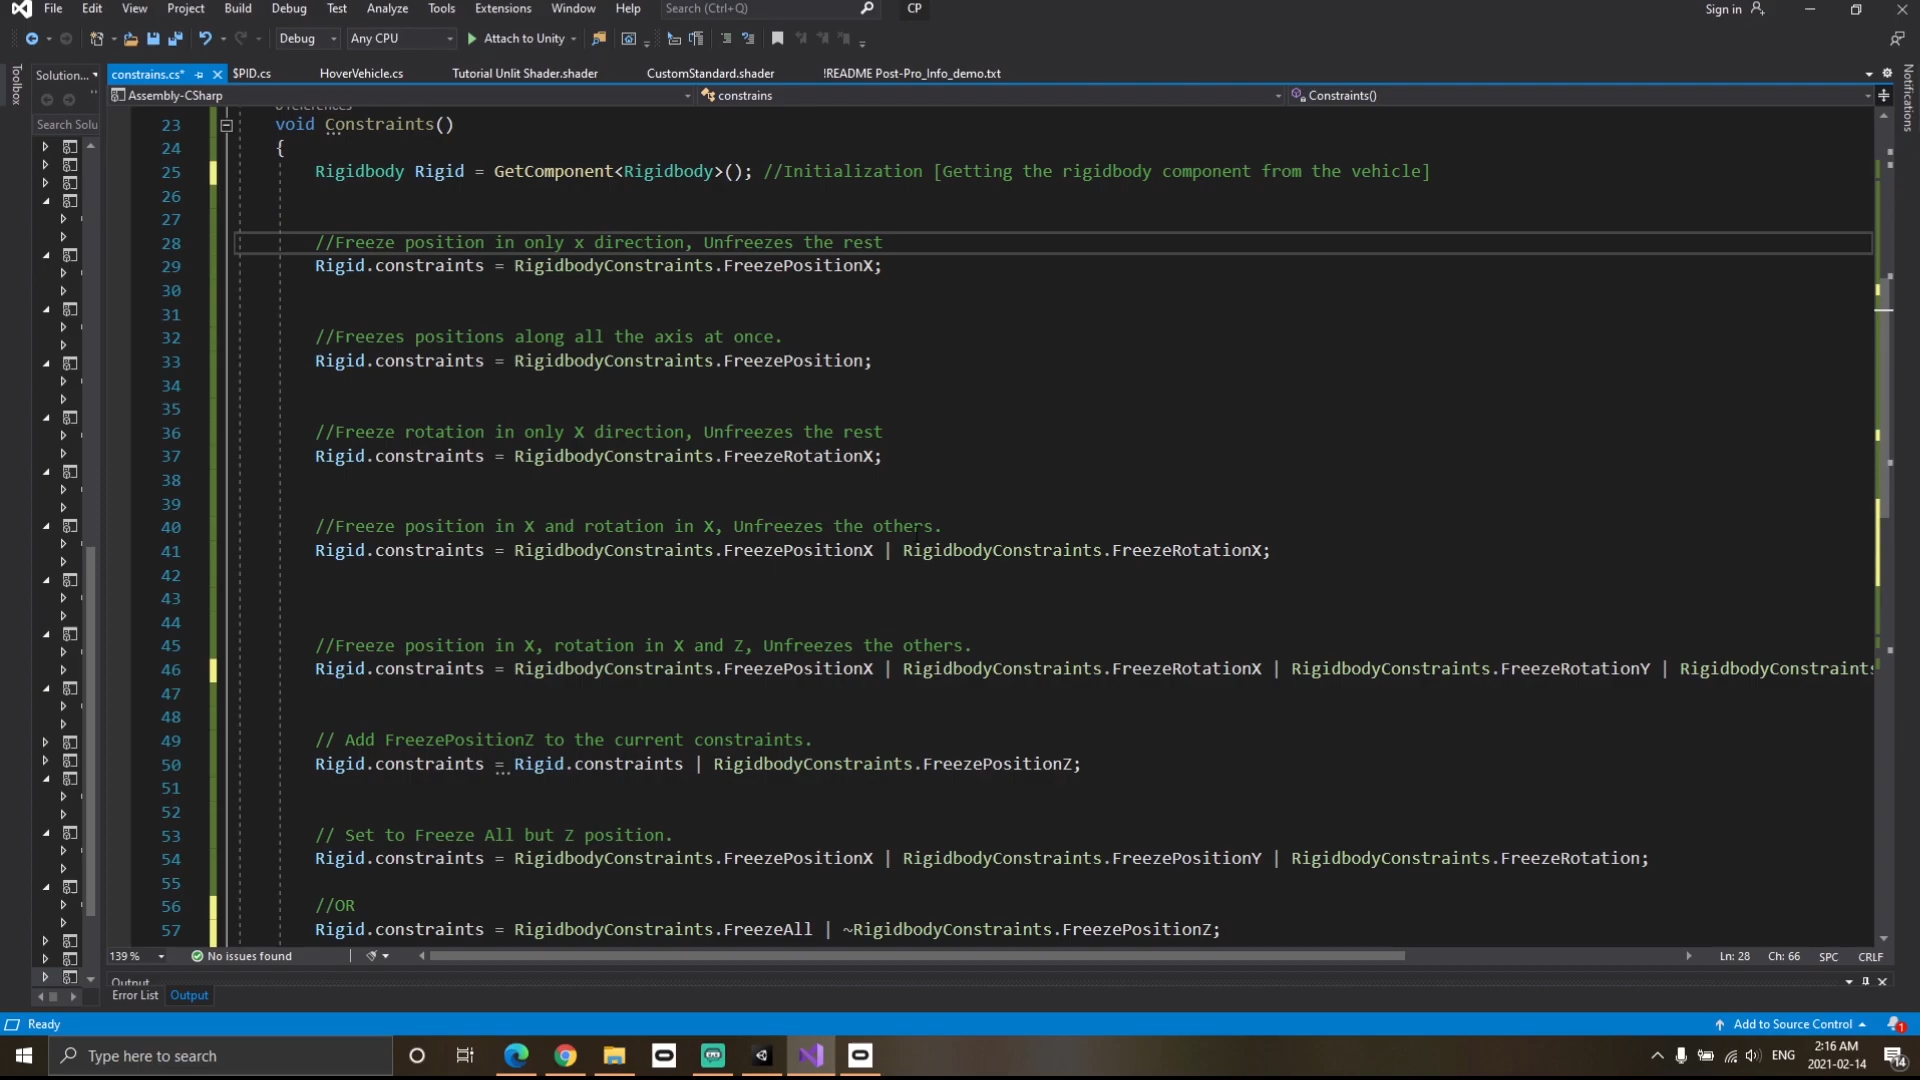 File Edit View Project Build Debug Test Analyze Tools Extensions Window Help Search (Ctrl+Q) CP Sign in
Debug Any CPU Attach to Unity
Toolbox Solution... constrains.cs* $PID.cs HoverVehicle.cs Tutorial Unlit Shader.shader CustomStandard.shader !README Post-Pro_Info_demo.txt Notifications
Assembly-CSharp constrains Constraints()
Search Solu
23 void Constraints()
24 {
25 Rigidbody Rigid = GetComponent<Rigidbody>(); //Initialization [Getting the rigidbody component from the vehicle]
26
27
28 //Freeze position in only x direction, Unfreezes the rest
29 Rigid.constraints = RigidbodyConstraints.FreezePositionX;
30
31
32 //Freezes positions along all the axis at once.
33 Rigid.constraints = RigidbodyConstraints.FreezePosition;
34
35
36 //Freeze rotation in only X direction, Unfreezes the rest
37 Rigid.constraints = RigidbodyConstraints.FreezeRotationX;
38
39
40 //Freeze position in X and rotation in X, Unfreezes the others.
41 Rigid.constraints = RigidbodyConstraints.FreezePositionX | RigidbodyConstraints.FreezeRotationX;
42
43
44
45 //Freeze position in X, rotation in X and Z, Unfreezes the others.
46 Rigid.constraints = RigidbodyConstraints.FreezePositionX | RigidbodyConstraints.FreezeRotationX | RigidbodyConstraints.FreezeRotationY | RigidbodyConstraints
47
48
49 // Add FreezePositionZ to the current constraints.
50 Rigid.constraints = Rigid.constraints | RigidbodyConstraints.FreezePositionZ;
51
52
53 // Set to Freeze All but Z position.
54 Rigid.constraints = RigidbodyConstraints.FreezePositionX | RigidbodyConstraints.FreezePositionY | RigidbodyConstraints.FreezeRotation;
55
56 //OR
57 Rigid.constraints = RigidbodyConstraints.FreezeAll | ~RigidbodyConstraints.FreezePositionZ;
139 % No issues found Ln: 28 Ch: 66 SPC CRLF
Output
Error List Output
Ready Add to Source Control 1
Type here to search ENG 2:16 AM
2021-02-14 14